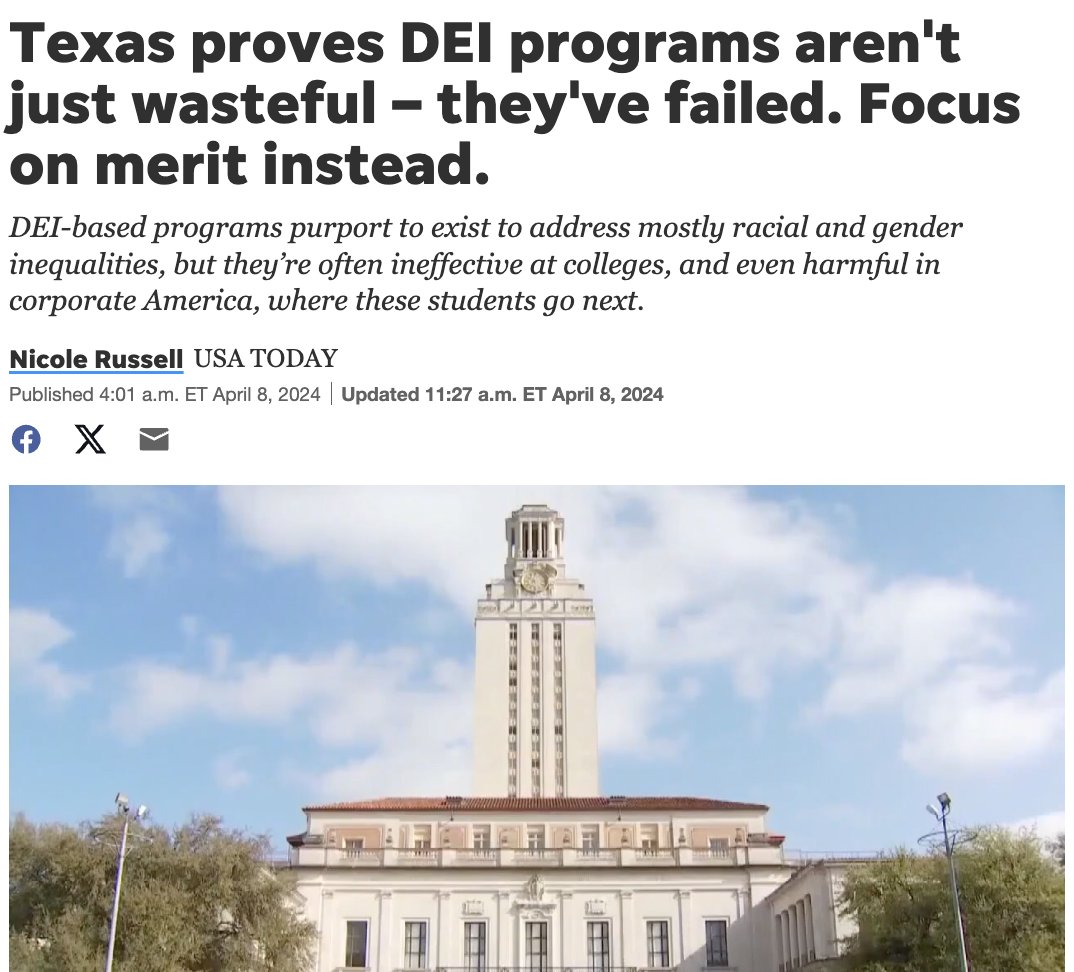 Texas proves DEI programs aren't
just wasteful – they've failed. Focus
on merit instead.
DEI-based programs purport to exist to address mostly racial and gender
inequalities, but they’re often ineffective at colleges, and even harmful in
corporate America, where these students go next.
Nicole Russell USA TODAY
Published 4:01 a.m. ET April 8, 2024 | Updated 11:27 a.m. ET April 8, 2024